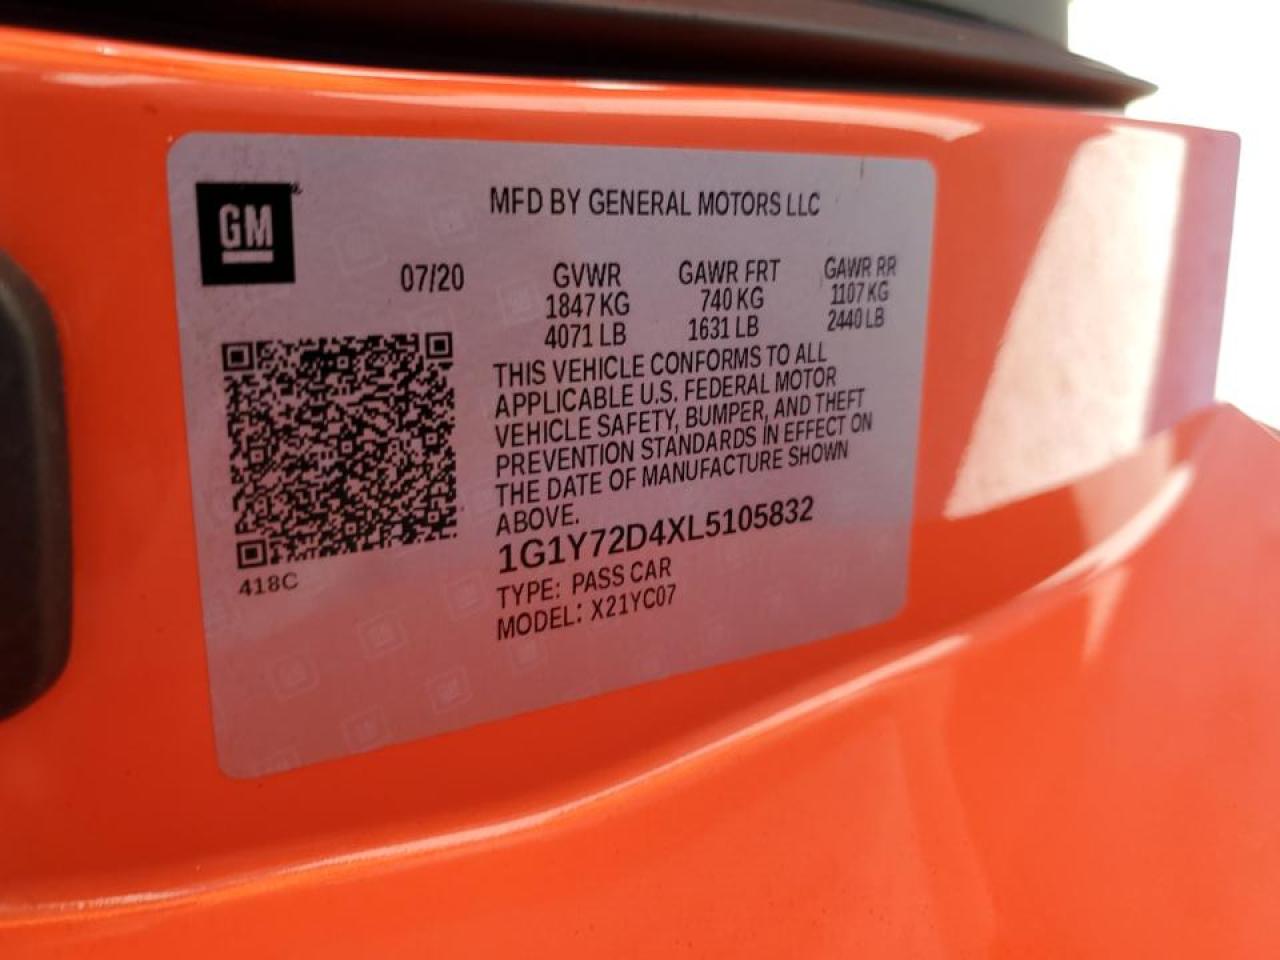 GM
MFD BY GENERAL MOTORS LLC
07/20
GVWR
1847 KG
4071 LB
GAWR FRT
740 KG
1631 LB
GAWR RR
1107 KG
2440 LB
THIS VEHICLE CONFORMS TO ALL
APPLICABLE U.S. FEDERAL MOTOR
VEHICLE SAFETY, BUMPER, AND THEFT
PREVENTION STANDARDS IN EFFECT ON
THE DATE OF MANUFACTURE SHOWN
ABOVE.
1G1Y72D4XL5105832
TYPE: PASS CAR
MODEL: X21YC07
418C